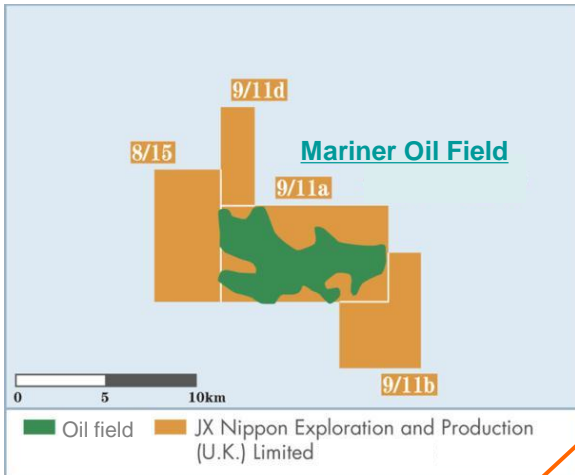 9/11d
Mariner Oil Field
8/15
9/11a
9/11b
0 5 10km
Oil field
JX Nippon Exploration and Production
(U.K.) Limited